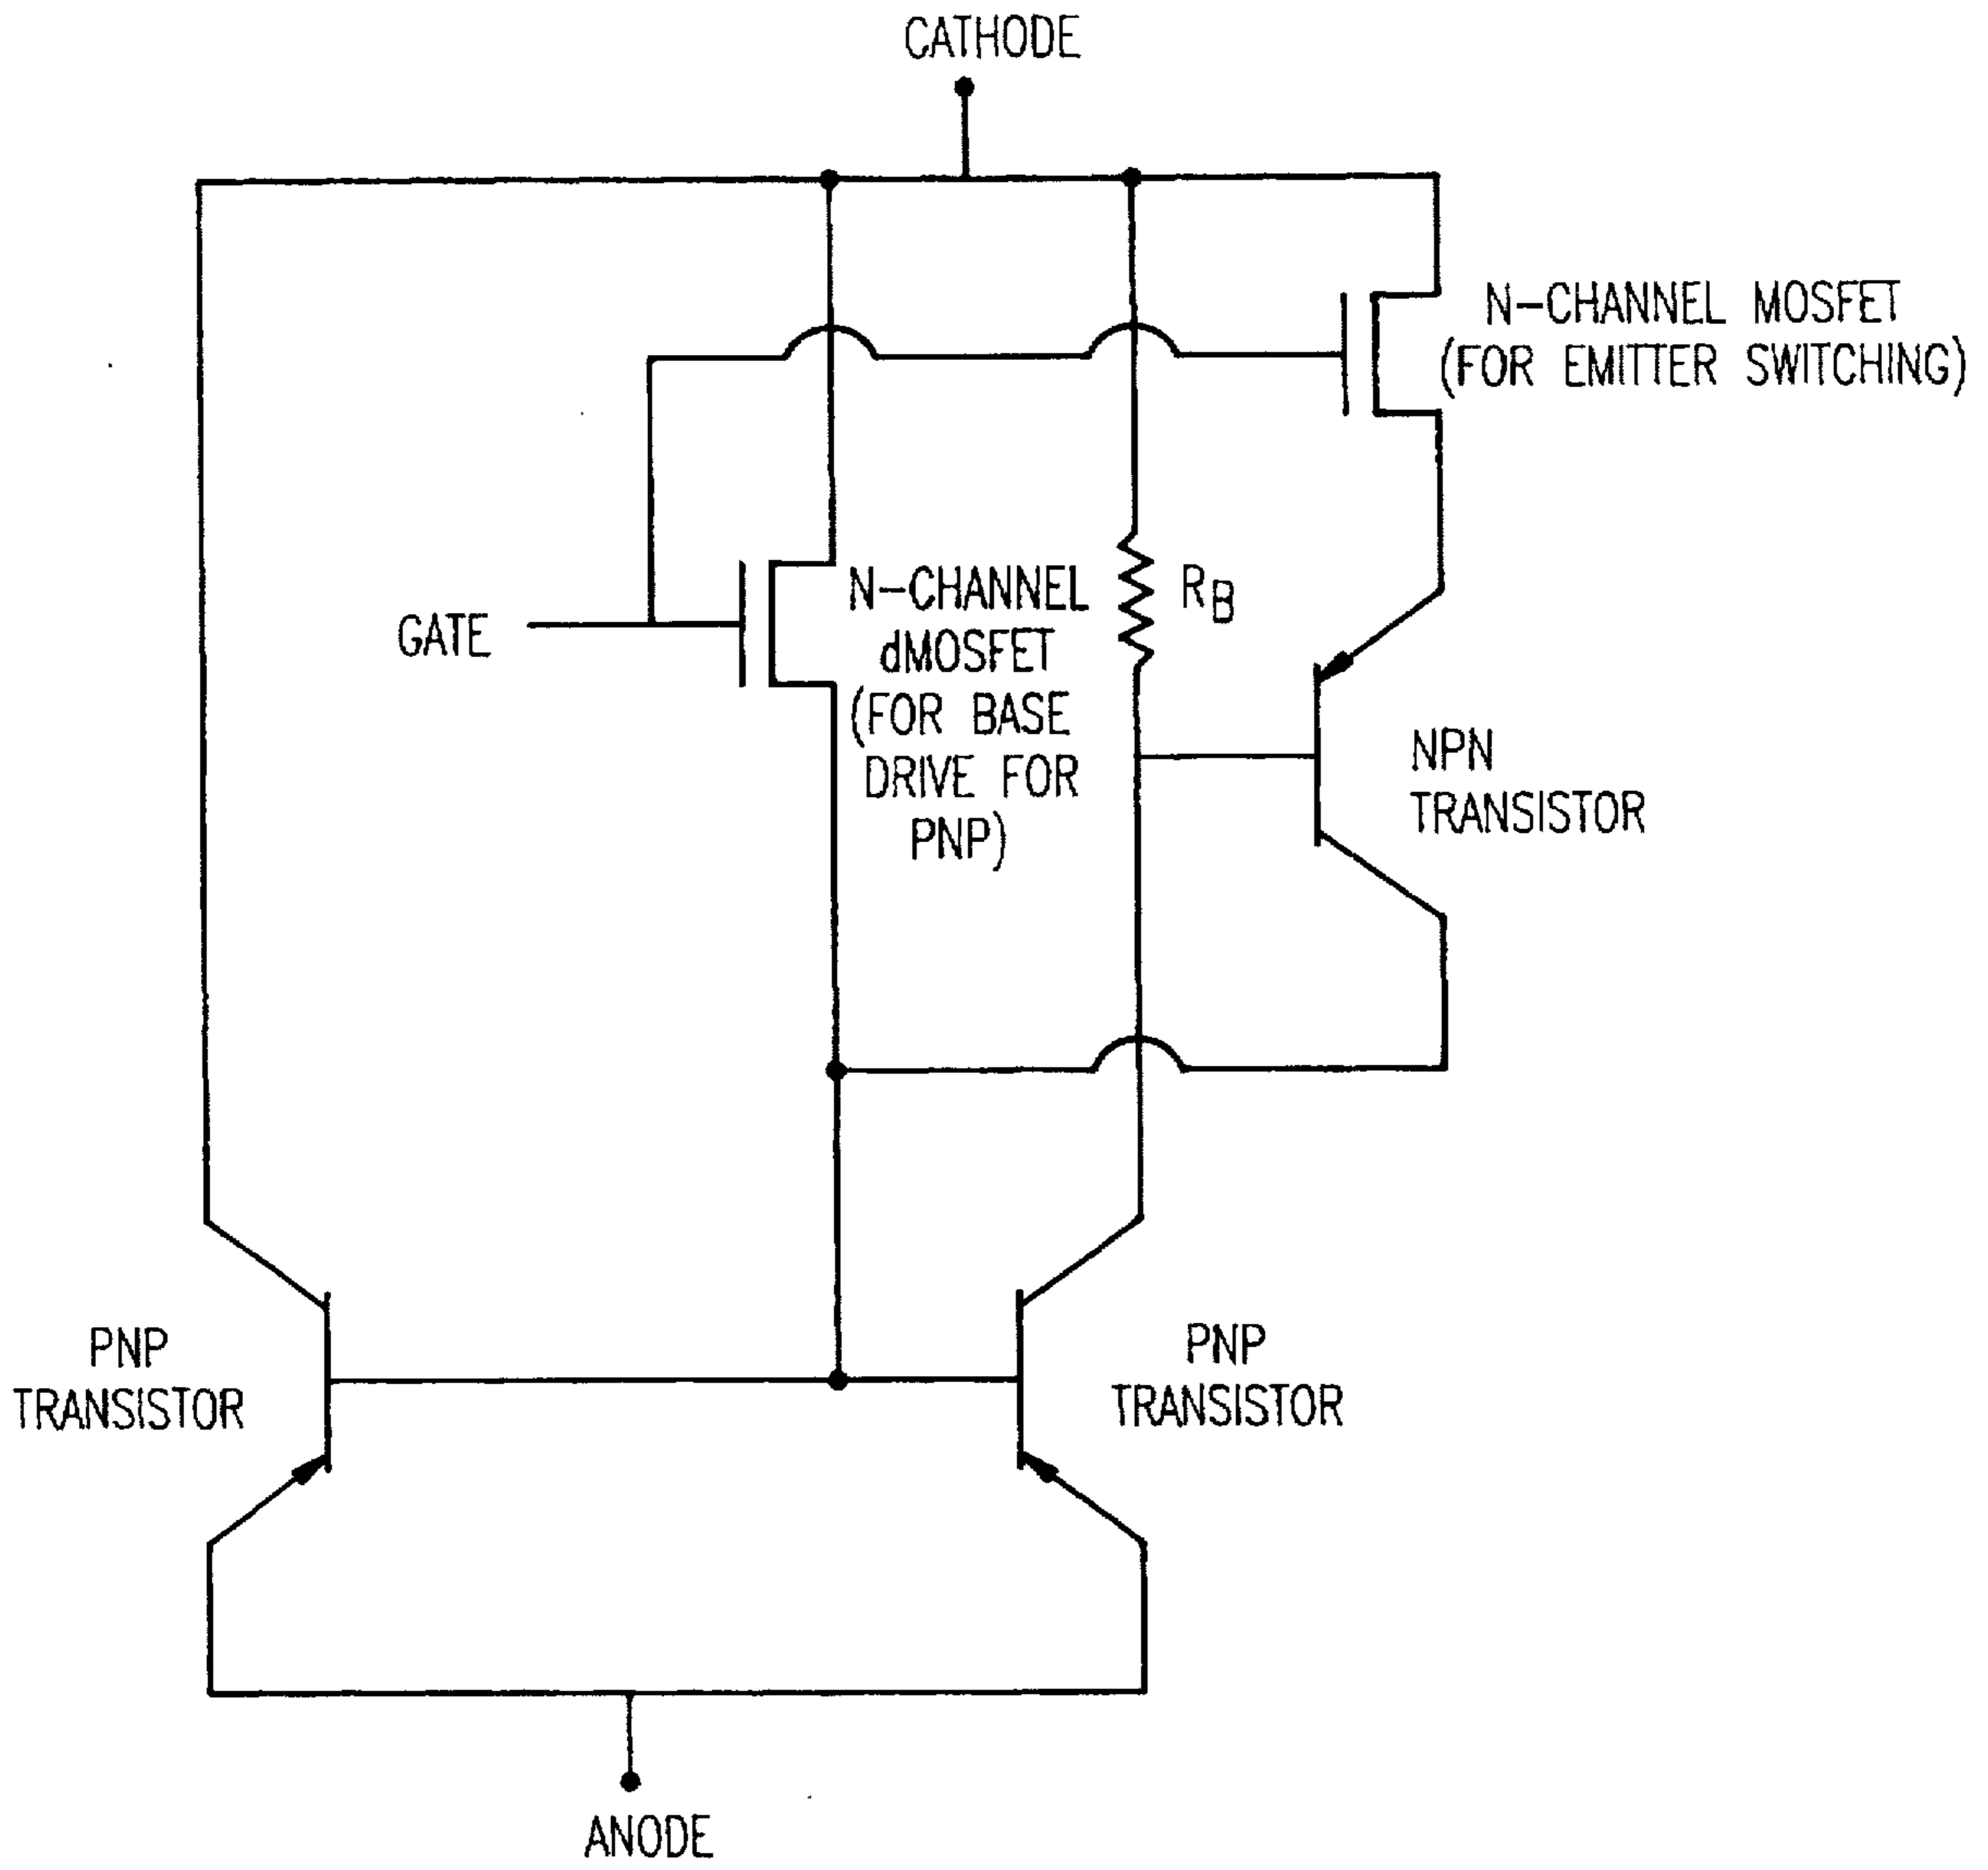 CATHODE
N-CHANNEL MOSFET
(FOR EMITTER SWITCHING)
GATE
N-CHANNEL
dMOSFET
(FOR BASE
DRIVE FOR
PNP)
RB
NPN
TRANSISTOR
PNP
TRANSISTOR
PNP
TRANSISTOR
ANODE